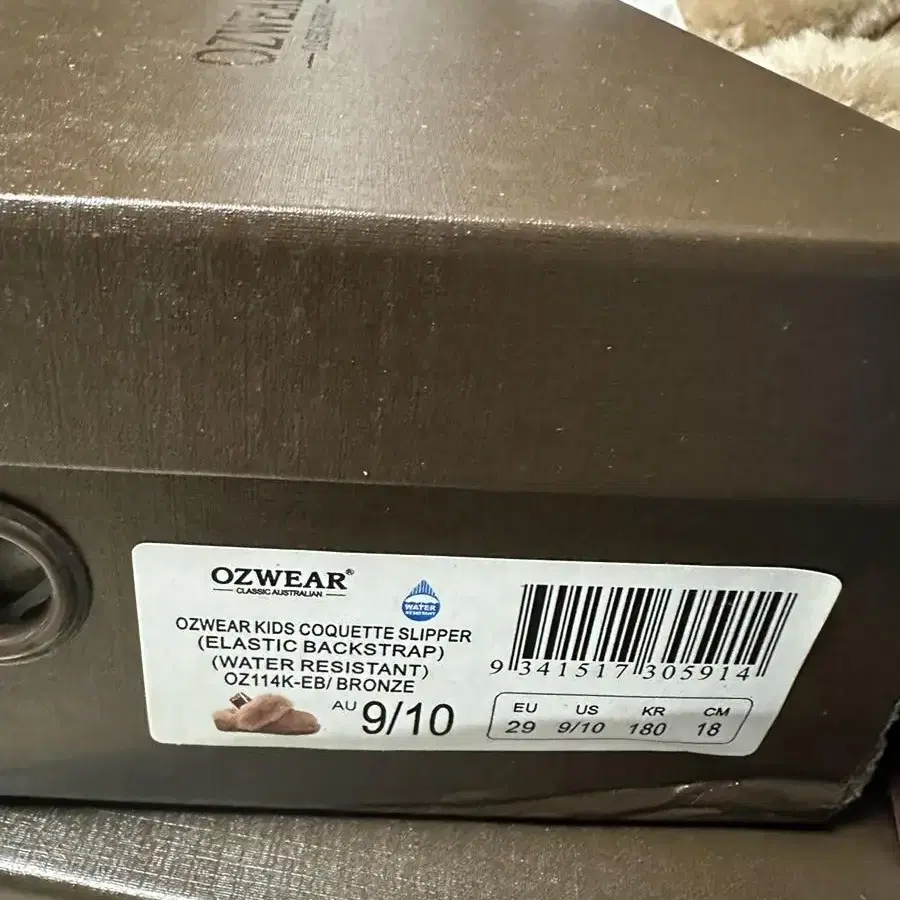 OZWEAR
OZWEAR®
CLASSIC AUSTRALIAN
WATER
RESISTANT
OZWEAR KIDS COQUETTE SLIPPER
(ELASTIC BACKSTRAP)
(WATER RESISTANT)
OZ114K-EB/ BRONZE
AU 9/10
9 341517 305914
EU US KR CM
29 9/10 180 18